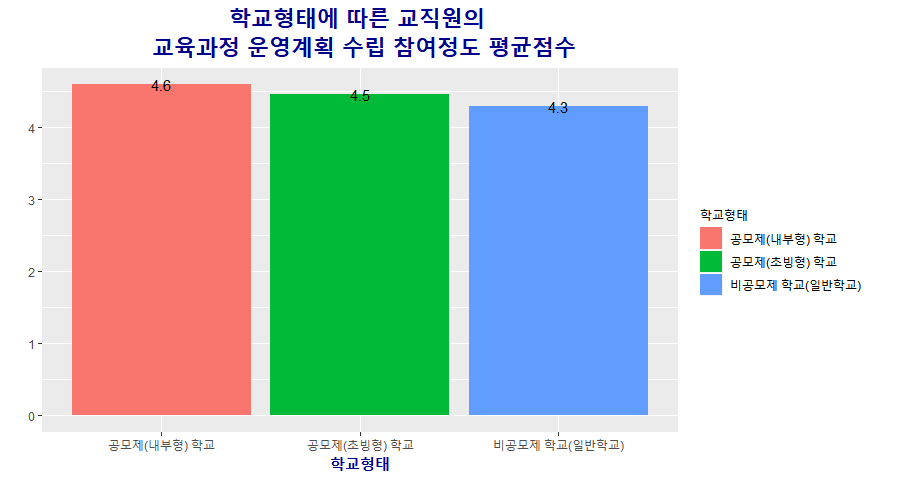 학교형태에 따른 교직원의
교육과정 운영계획 수립 참여정도 평균점수
4.6
4.5
4.3
4
3
2
1
0
공모제(내부형) 학교
공모제(초빙형) 학교
비공모제 학교(일반학교)
학교형태
학교형태
공모제(내부형) 학교
공모제(초빙형) 학교
비공모제 학교(일반학교)